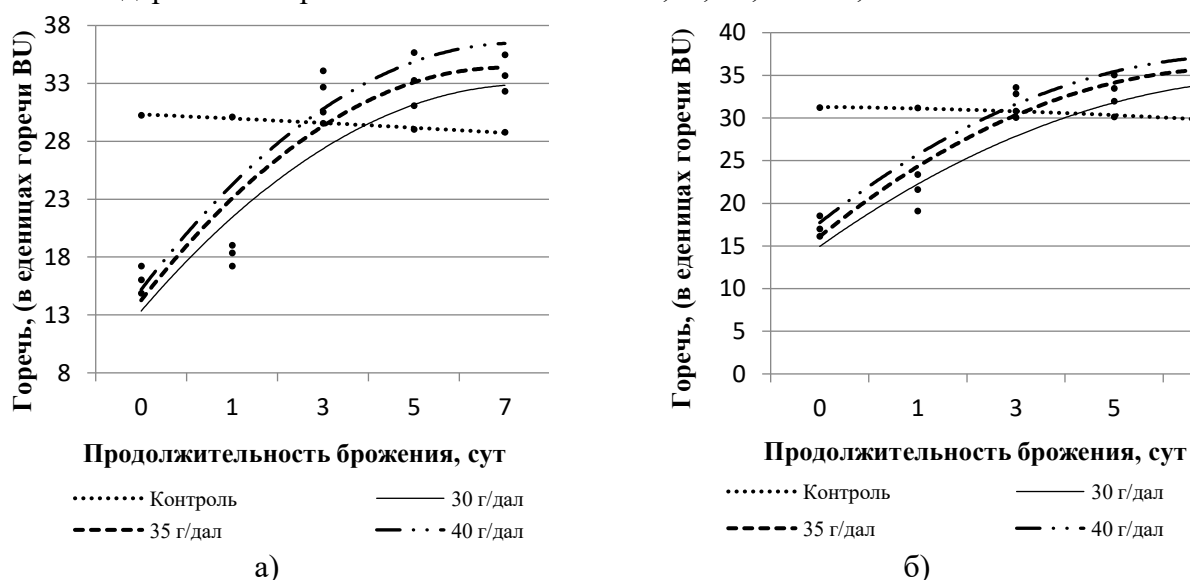 Горечь, (в еденицах горечи BU)
38
33
28
23
18
13
8
0 1 3 5 7
Продолжительность брожения, сут
Контроль
30 г/дал
35 г/дал
40 г/дал
а)
Горечь, (в еденицах горечи BU)
40
35
30
25
20
15
10
5
0
0 1 3 5
Продолжительность брожения, сут
Контроль
30 г/дал
35 г/дал
40 г/дал
б)